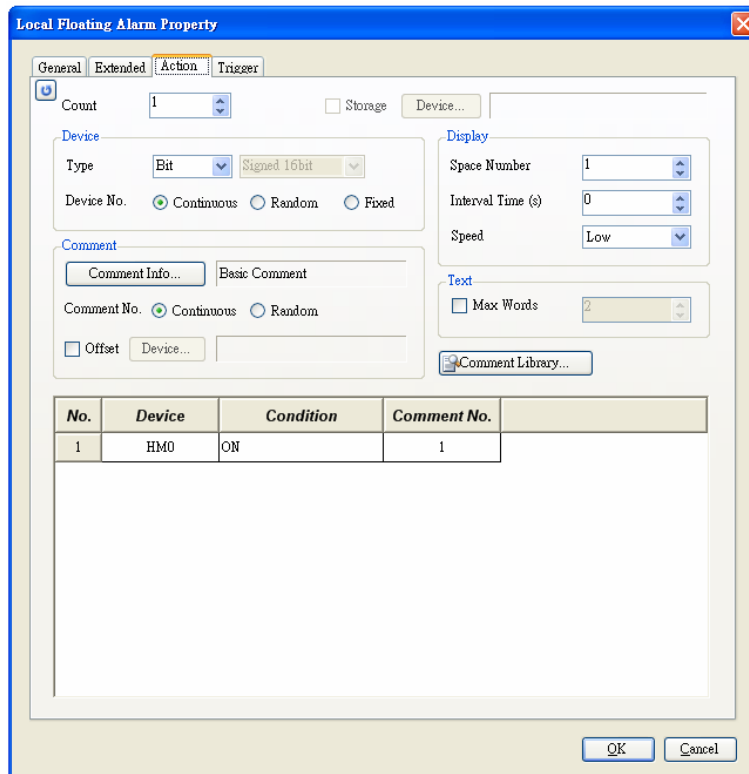 Local Floating Alarm Property
General Extended Action Trigger
Count 1 Storage Device...
Device
Type Bit Signed 16bit
Device No. Continuous Random Fixed
Display
Space Number 1
Interval Time (s) 0
Speed Low
Comment
Comment Info... Basic Comment
Comment No. Continuous Random
Offset Device...
Text
Max Words 2
Comment Library...
No. Device Condition Comment No.
1 HM0 ON 1
OK Cancel